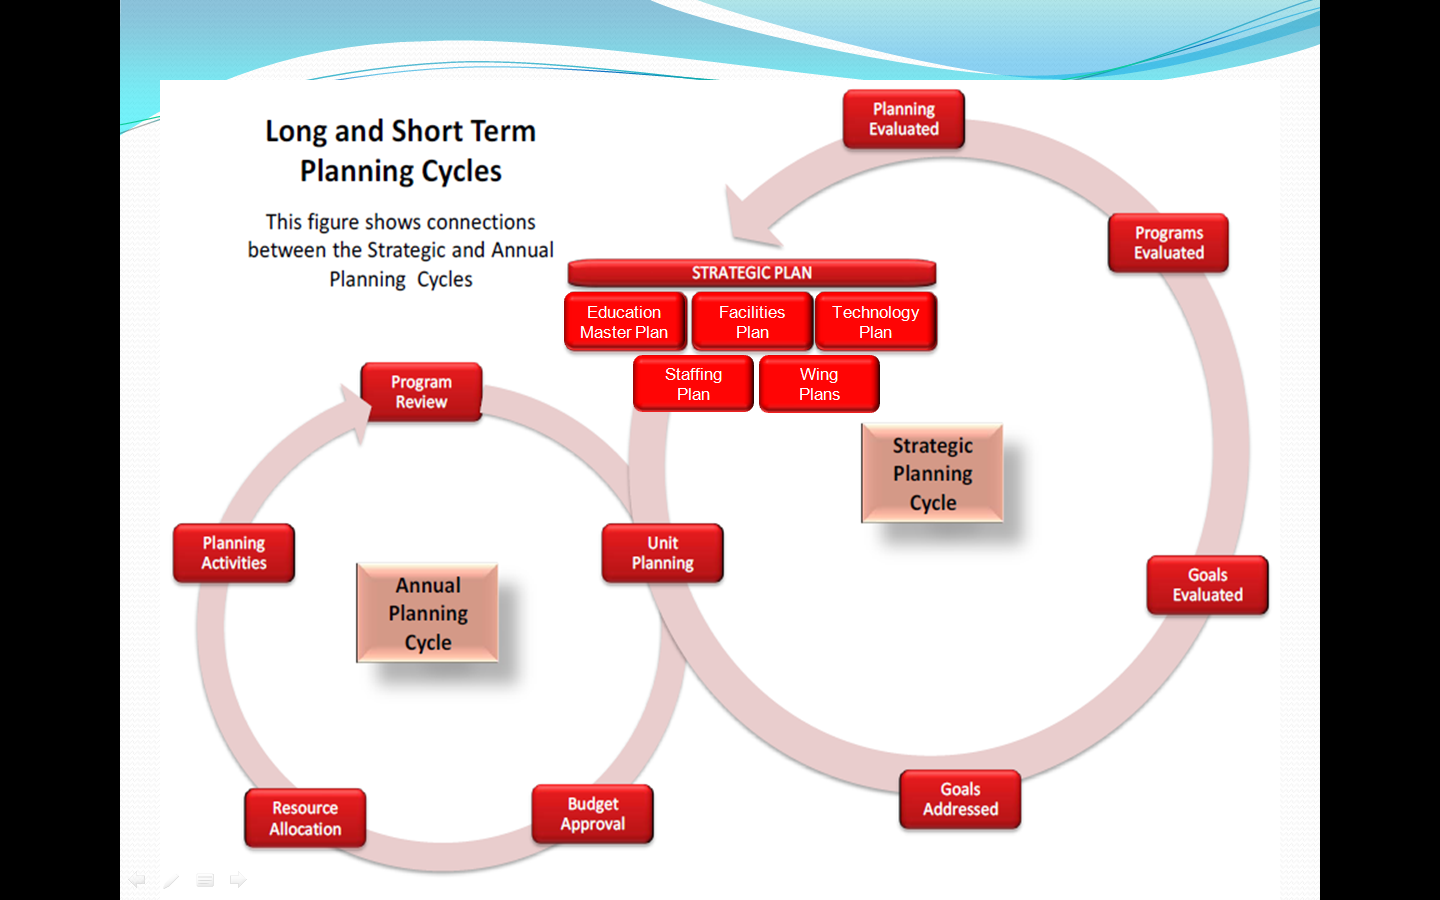 Long and Short Term
Planning Cycles
This figure shows connections
between the Strategic and Annual
Planning Cycles
Planning
Evaluated
Programs
Evaluated
STRATEGIC PLAN
Education
Master Plan
Facilities
Plan
Technology
Plan
Staffing
Plan
Wing
Plans
Program
Review
Strategic
Planning
Cycle
Planning
Activities
Unit
Planning
Annual
Planning
Cycle
Goals
Evaluated
Resource
Allocation
Budget
Approval
Goals
Addressed